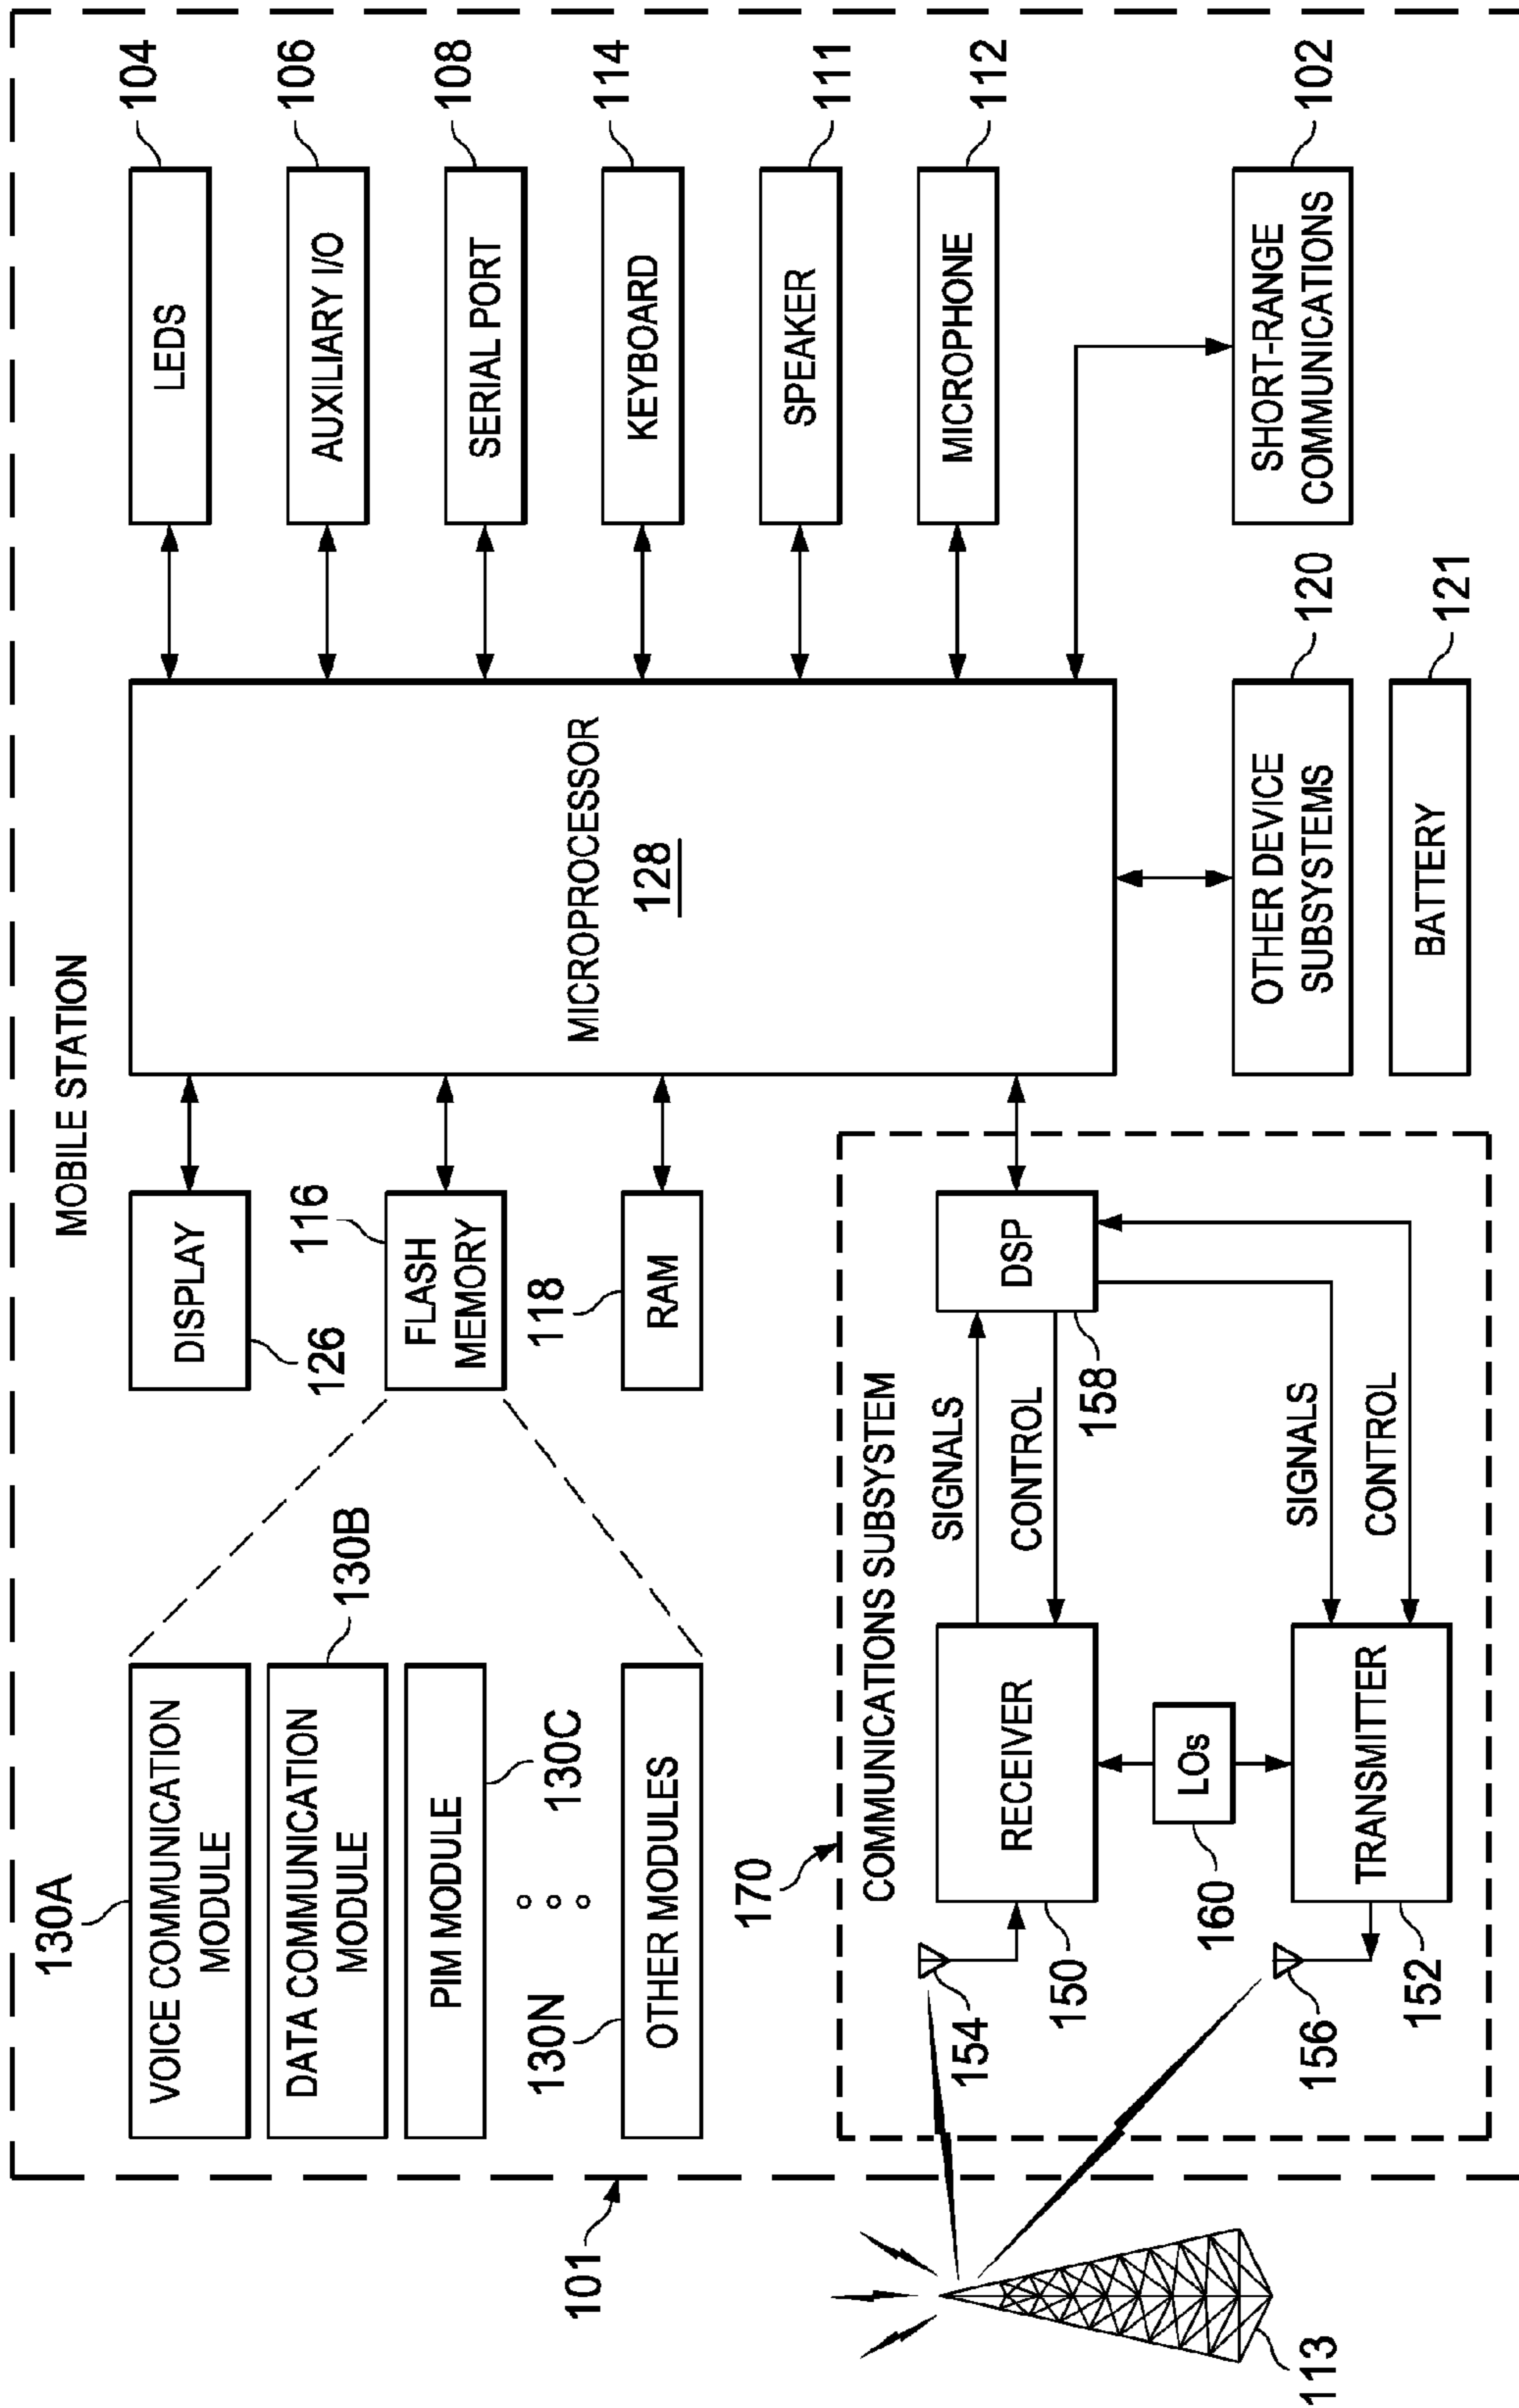 MOBILE STATION
130A
VOICE COMMUNICATION
MODULE
DATA COMMUNICATION
MODULE
130B
PIM MODULE
130C
130N
OTHER MODULES
DISPLAY
126
116
FLASH
MEMORY
118
RAM
MICROPROCESSOR
128
LEDS
104
AUXILIARY I/O
106
SERIAL PORT
108
KEYBOARD
114
SPEAKER
111
MICROPHONE
112
SHORT-RANGE
COMMUNICATIONS
102
OTHER DEVICE
SUBSYSTEMS
120
BATTERY
121
101
170
COMMUNICATIONS SUBSYSTEM
154
RECEIVER
150
SIGNALS
CONTROL
DSP
158
LOs
160
SIGNALS
CONTROL
156
TRANSMITTER
152
113